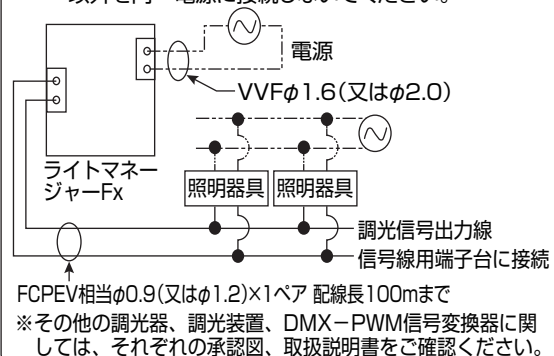 以外を同一電源に接続しないでください。
電源
VVFφ1.6(又はφ2.0)
ライトマネー
ジャーFx
照明器具 照明器具
調光信号出力線
信号線用端子台に接続
FCPEV相当φ0.9(又はφ1.2)×1ペア 配線長100mまで
※その他の調光器、調光装置、DMX－PWM信号変換器に関
しては、それぞれの承認図、取扱説明書をご確認ください。